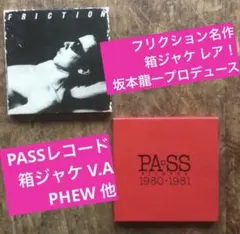 FRICTION
フリクション名作
箱ジャケ レア！
坂本龍一プロデュース
PASSレコード
箱ジャケ V.A
PHEW 他
PASS
1980-1981